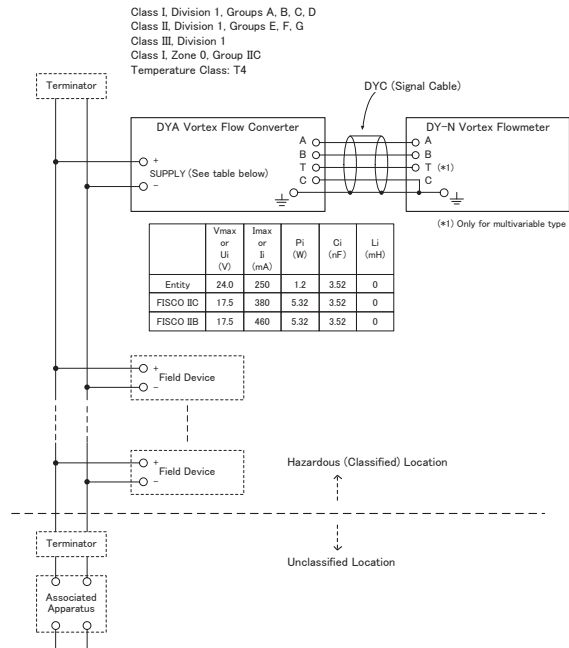 Class I, Division 1, Groups A, B, C, D
Class II, Division 1, Groups E, F, G
Class III, Division 1
Class I, Zone 0, Group IIC
Temperature Class: T4
Terminator
DYC (Signal Cable)
DYA Vortex Flow Converter
DY-N Vortex Flowmeter
A A
B B
T T (*1)
C C
+
SUPPLY (See table below)
−
(*1) Only for multivariable type
Vmax or Ui (V) Imax or Ii (mA) Pi (W) Ci (nF) Li (mH)
Entity 24.0 250 1.2 3.52 0
FISCO IIC 17.5 380 5.32 3.52 0
FISCO IIB 17.5 460 5.32 3.52 0
+
Field Device
−
+
Field Device
−
Hazardous (Classified) Location
Terminator
Unclassified Location
Associated
Apparatus